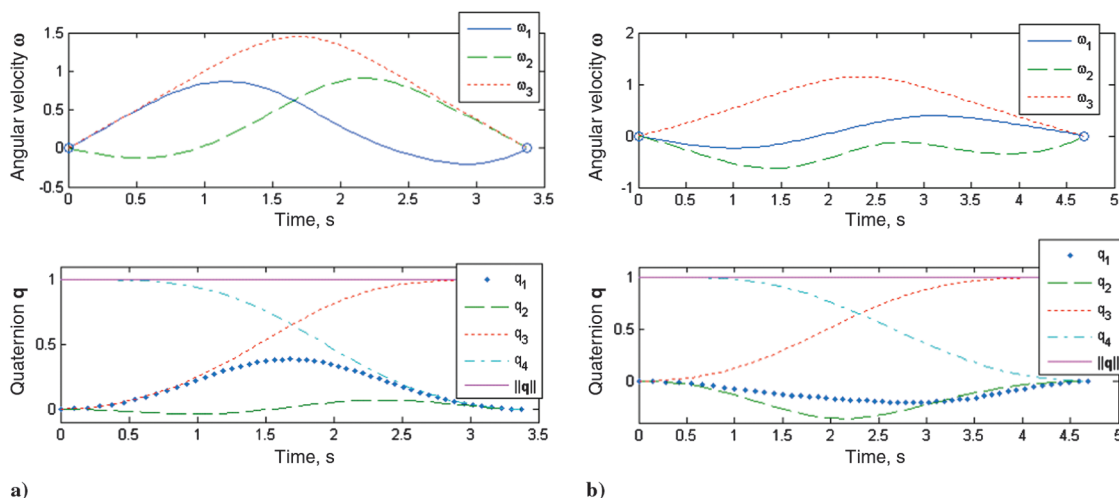 Angular velocity ω
1.5
1
0.5
0
-0.5
0 0.5 1 1.5 2 2.5 3 3.5
Time, s
ω1
ω2
ω3
Angular velocity ω
2
1
0
-1
0 0.5 1 1.5 2 2.5 3 3.5 4 4.5 5
Time, s
ω1
ω2
ω3
Quaternion q
1
0.5
0
0 0.5 1 1.5 2 2.5 3 3.5
Time, s
q1
q2
q3
q4
||q||
Quaternion q
1
0.5
0
0 0.5 1 1.5 2 2.5 3 3.5 4 4.5 5
Time, s
q1
q2
q3
q4
||q||
a)
b)